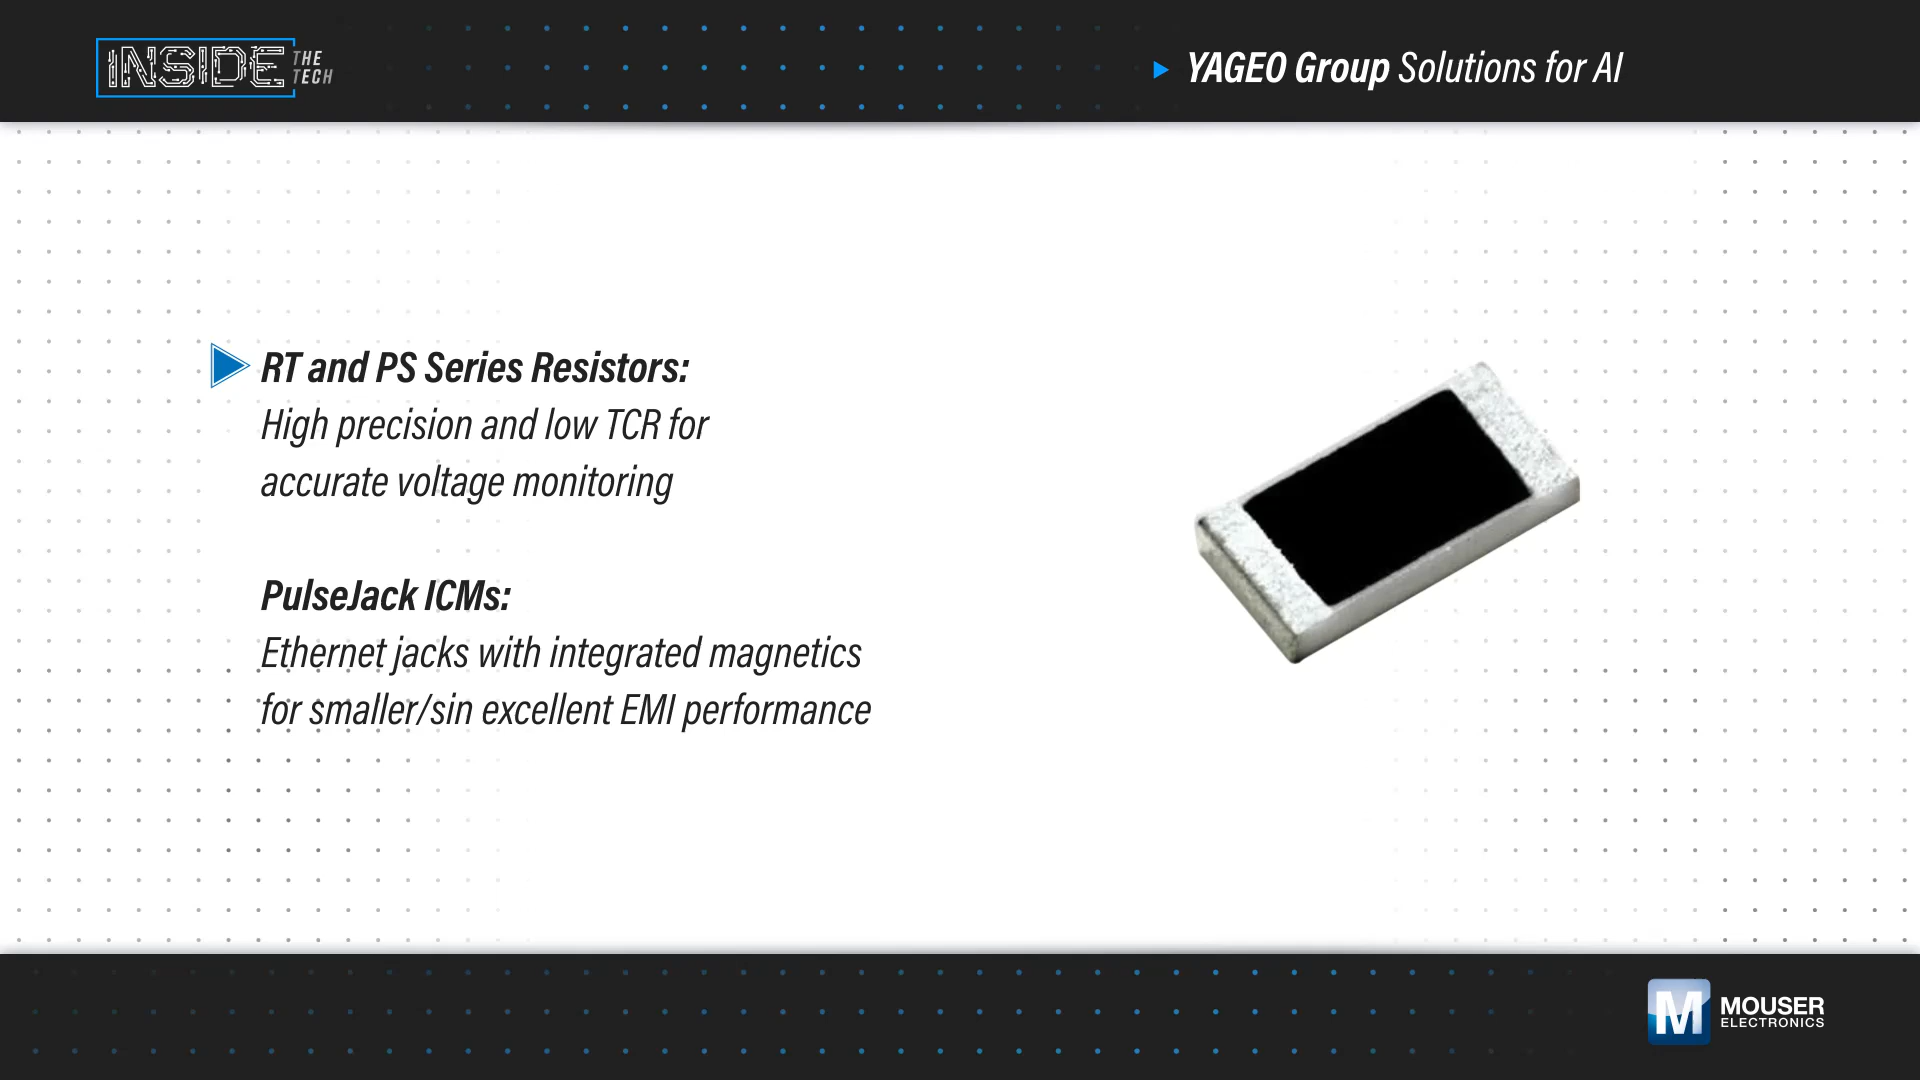 INSIDE THE TECH
YAGEO Group Solutions for AI
RT and PS Series Resistors:
High precision and low TCR for
accurate voltage monitoring
PulseJack ICMs:
Ethernet jacks with integrated magnetics
for smaller/sin excellent EMI performance
M MOUSER
ELECTRONICS